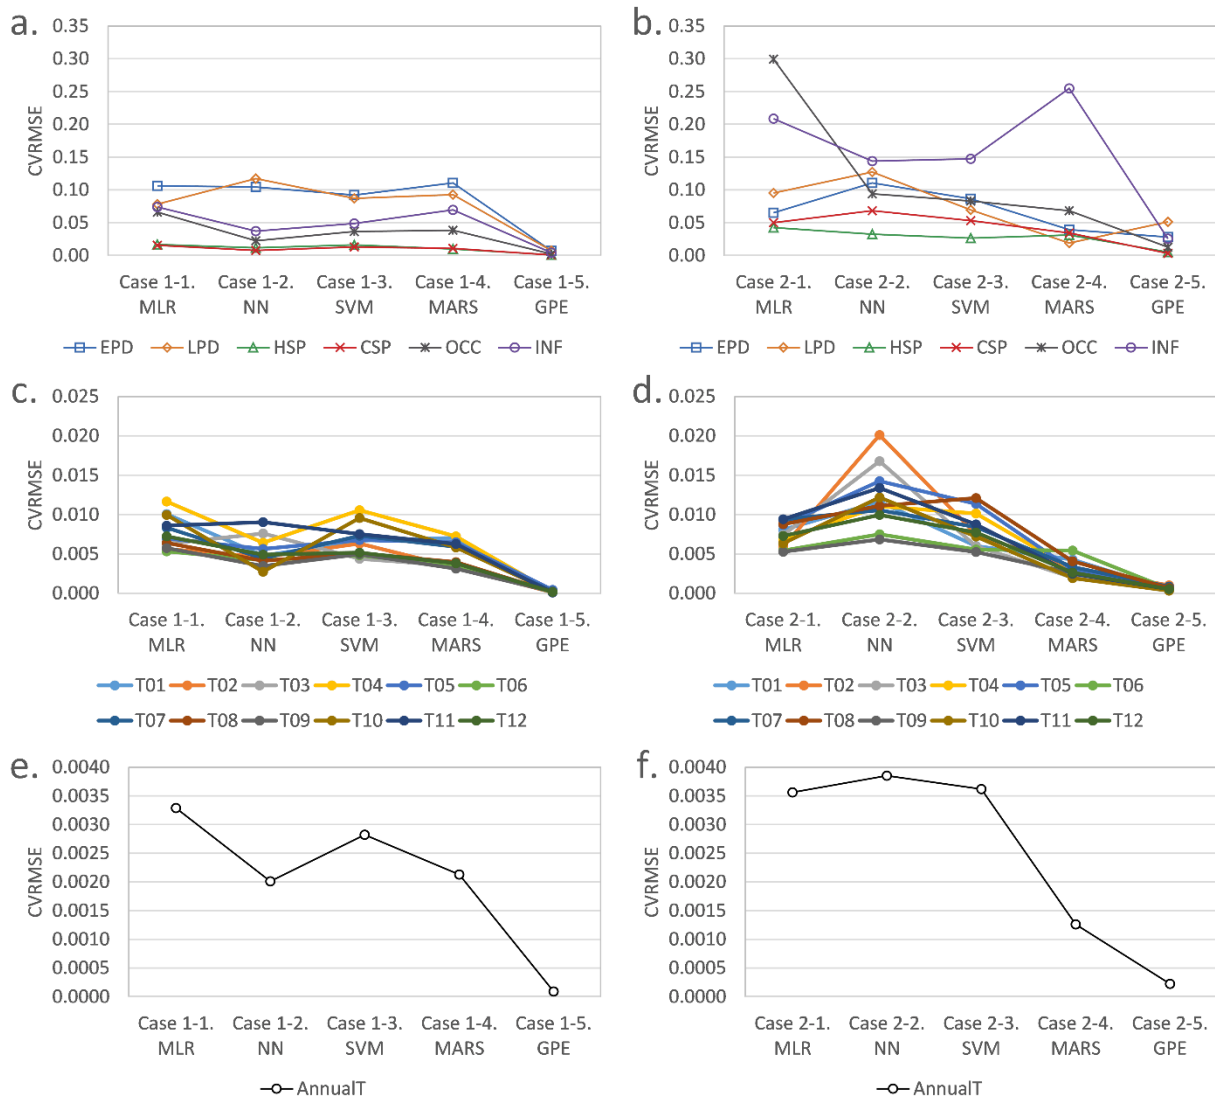 a.
0.35
0.30
0.25
0.20
0.15
0.10
0.05
0.00
CVRMSE
Case 1-1. Case 1-2. Case 1-3. Case 1-4. Case 1-5.
MLR NN SVM MARS GPE
EPD LPD HSP CSP OCC INF
b.
0.35
0.30
0.25
0.20
0.15
0.10
0.05
0.00
CVRMSE
Case 2-1. Case 2-2. Case 2-3. Case 2-4. Case 2-5.
MLR NN SVM MARS GPE
EPD LPD HSP CSP OCC INF
c.
0.025
0.020
0.015
0.010
0.005
0.000
CVRMSE
Case 1-1. Case 1-2. Case 1-3. Case 1-4. Case 1-5.
MLR NN SVM MARS GPE
T01 T02 T03 T04 T05 T06
T07 T08 T09 T10 T11 T12
d.
0.025
0.020
0.015
0.010
0.005
0.000
CVRMSE
Case 2-1. Case 2-2. Case 2-3. Case 2-4. Case 2-5.
MLR NN SVM MARS GPE
T01 T02 T03 T04 T05 T06
T07 T08 T09 T10 T11 T12
e.
0.0040
0.0035
0.0030
0.0025
0.0020
0.0015
0.0010
0.0005
0.0000
CVRMSE
Case 1-1. Case 1-2. Case 1-3. Case 1-4. Case 1-5.
MLR NN SVM MARS GPE
AnnualT
f.
0.0040
0.0035
0.0030
0.0025
0.0020
0.0015
0.0010
0.0005
0.0000
CVRMSE
Case 2-1. Case 2-2. Case 2-3. Case 2-4. Case 2-5.
MLR NN SVM MARS GPE
AnnualT